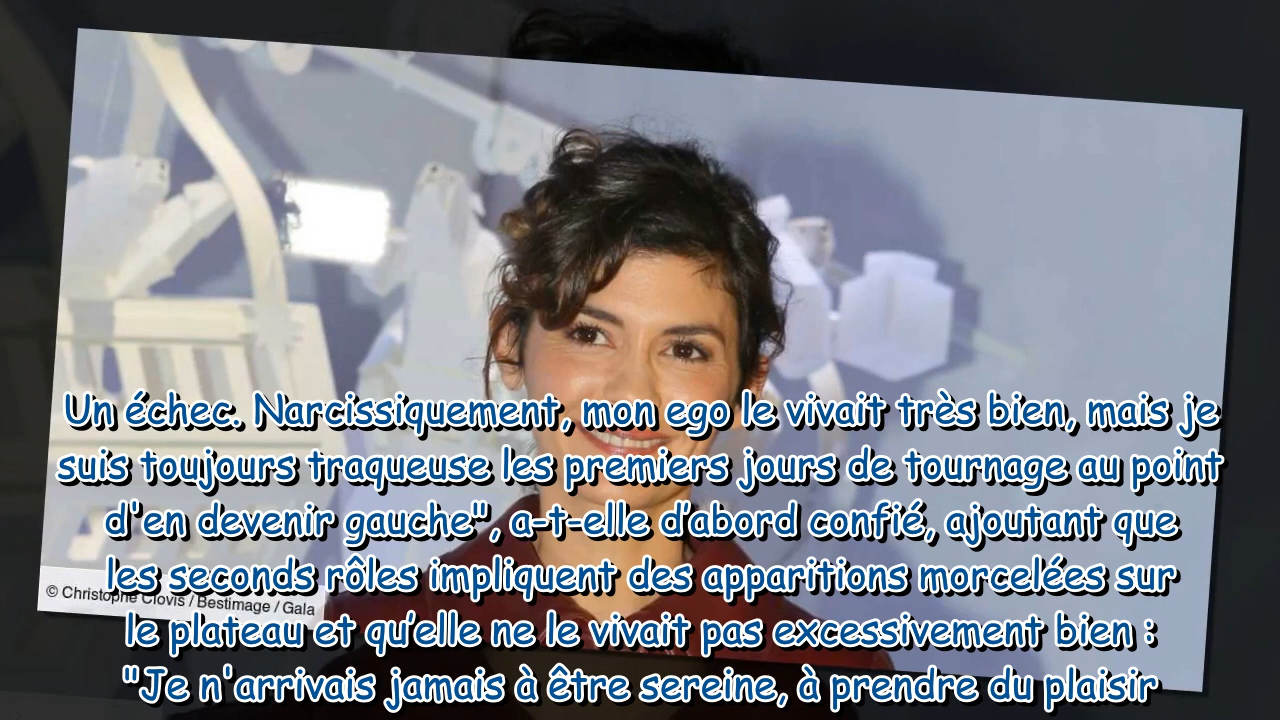 Un échec. Narcissiquement, mon ego le vivait très bien, mais je
suis toujours traqueuse les premiers jours de tournage au point
d'en devenir gauche", a-t-elle d’abord confié, ajoutant que
les seconds rôles impliquent des apparitions morcelées sur
© Christophe Clovis / Bestimage / Gala
le plateau et qu’elle ne le vivait pas excessivement bien :
"Je n'arrivais jamais à être sereine, à prendre du plaisir